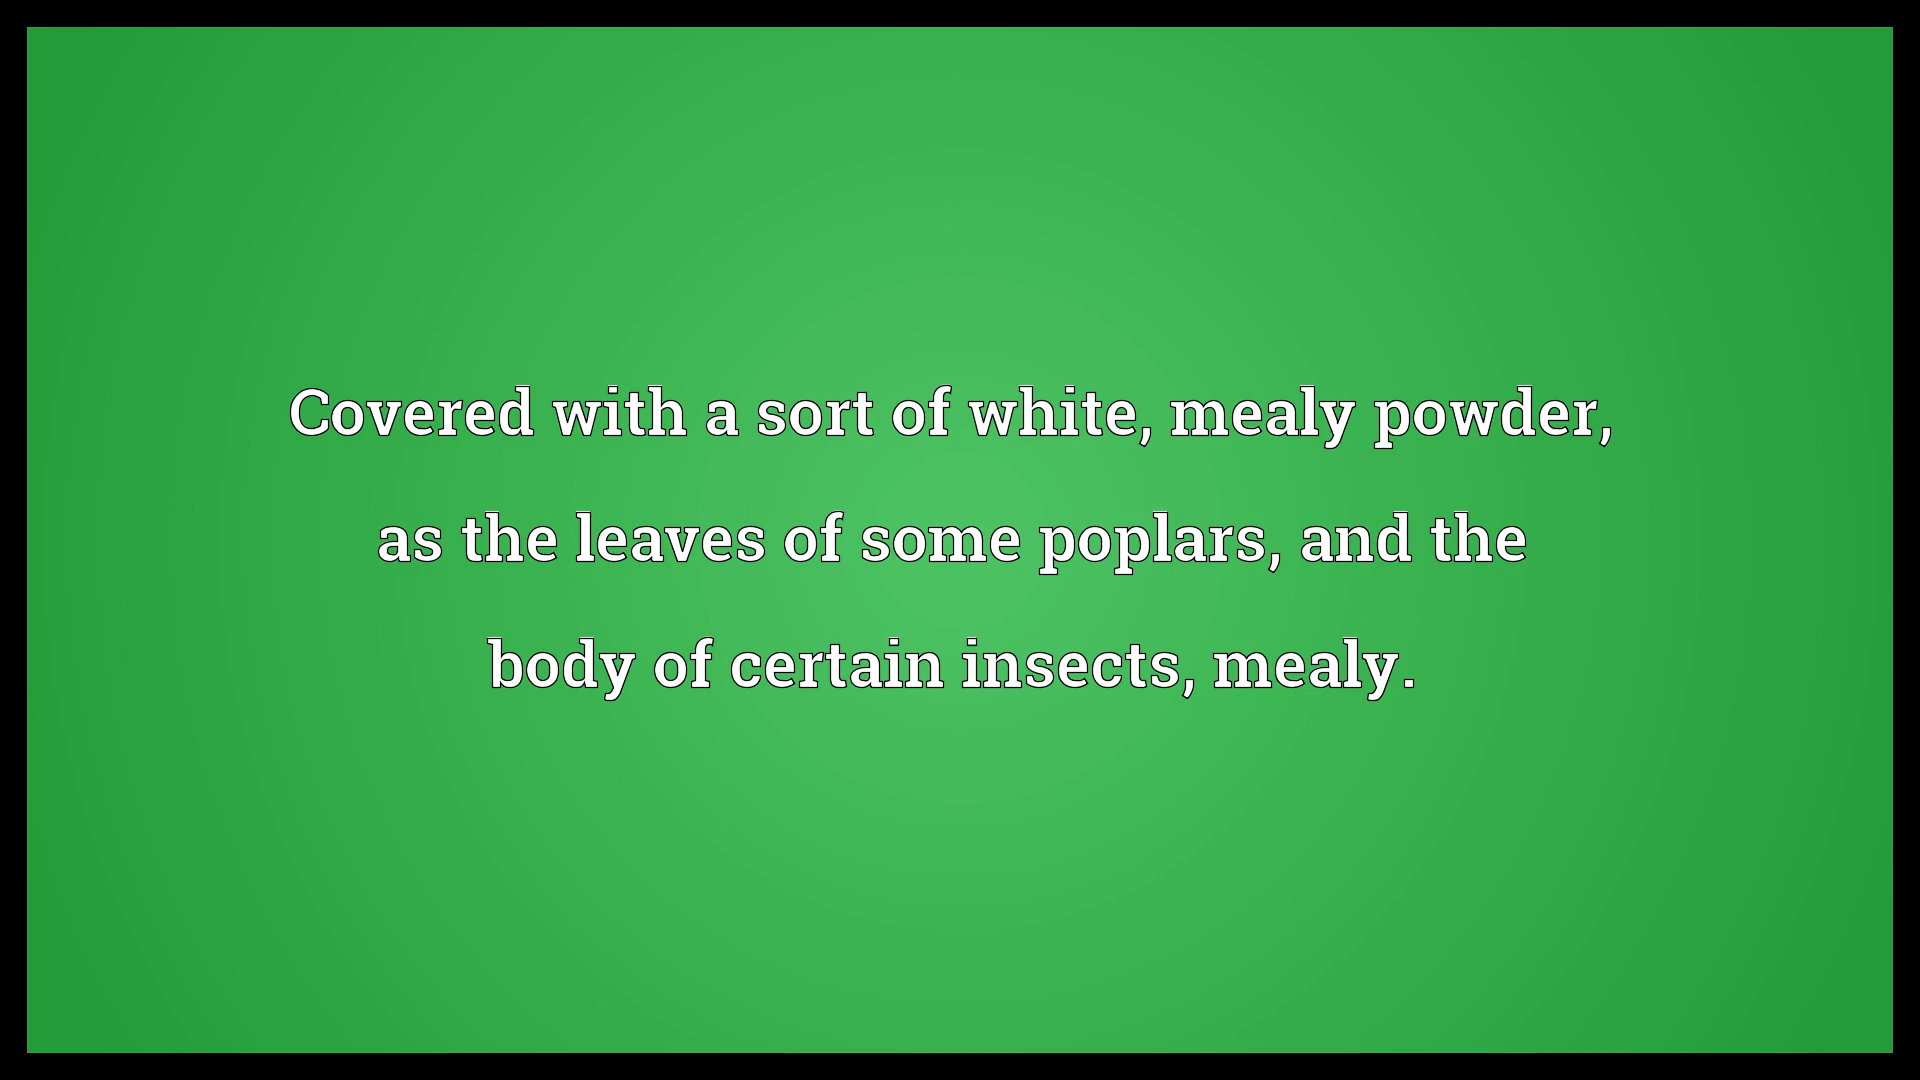 Covered with a sort of white, mealy powder,
as the leaves of some poplars, and the
body of certain insects, mealy.